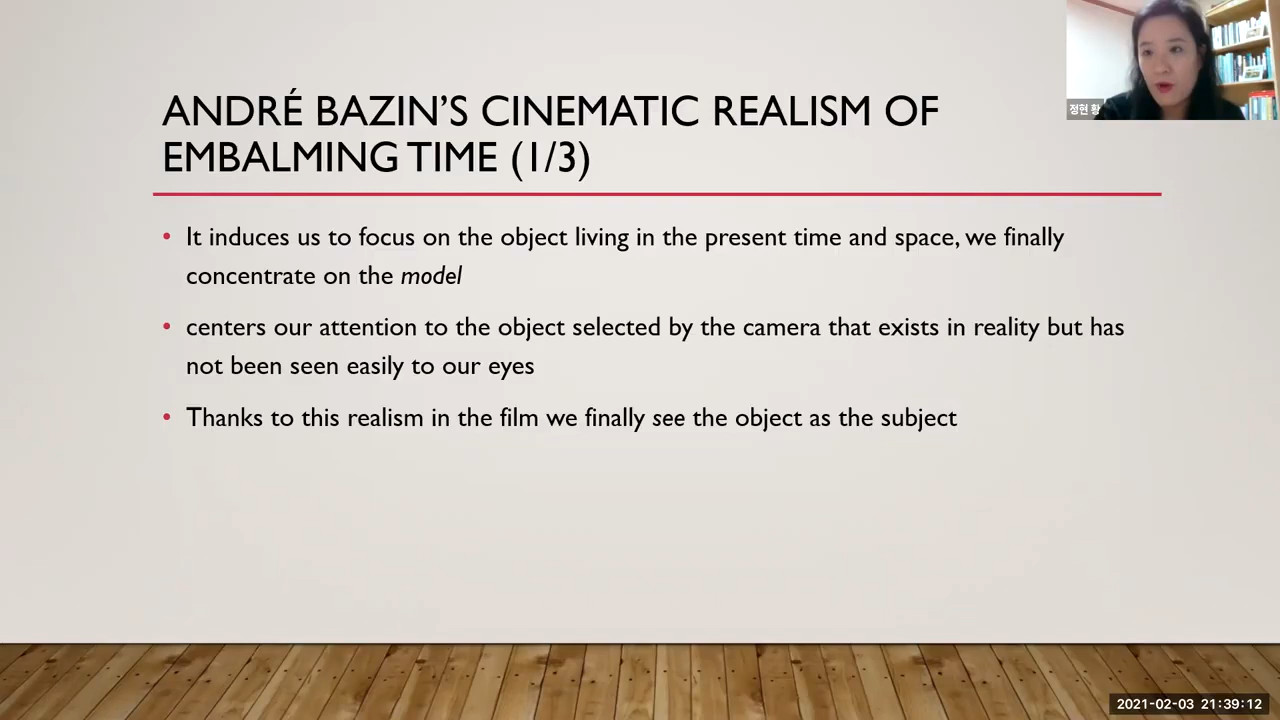 ANDRÉ BAZIN'S CINEMATIC REALISM OF
EMBALMING TIME (1/3)
• It induces us to focus on the object living in the present time and space, we finally
concentrate on the model
• centers our attention to the object selected by the camera that exists in reality but has
not been seen easily to our eyes
• Thanks to this realism in the film we finally see the object as the subject
정현 황
2021-02-03 21:39:12